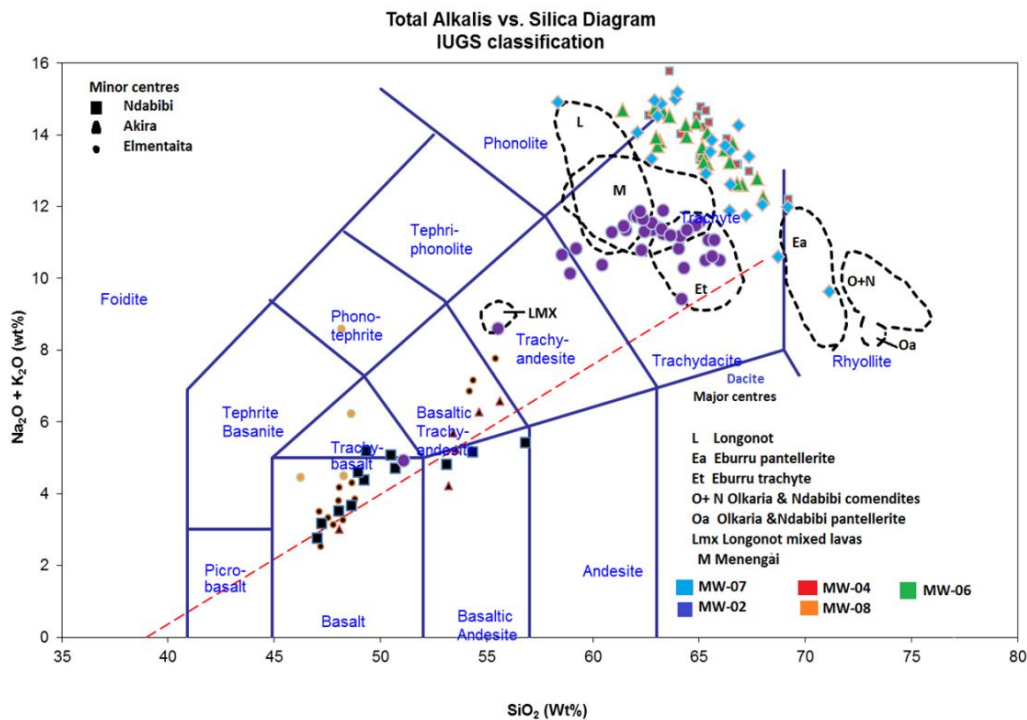 Total Alkalis vs. Silica Diagram
IUGS classification
16
14
12
10
8
6
4
2
0
Na2O + K2O (wt%)
Minor centres
Ndabibi
Akira
Elmentaita
L
Phonolite
M
Trachyte
Tephri-
phonolite
Ea
Foidite
Et
O+N
LMX
Phono-
tephrite
Trachy-
andesite
Oa
Trachydacite
Rhyollite
Dacite
Major centres
Tephrite
Basanite
Basaltic
Trachy-
andesite
Trachy-
basalt
L Longonot
Ea Eburru pantellerite
Et Eburru trachyte
O+ N Olkaria & Ndabibi comendites
Oa Olkaria &Ndabibi pantellerite
Lmx Longonot mixed lavas
M Menengai
Picro-
basalt
Andesite
MW-07
MW-04
MW-06
MW-02
MW-08
Basalt
Basaltic
Andesite
35
40
45
50
55
60
65
70
75
80
SiO2 (Wt%)